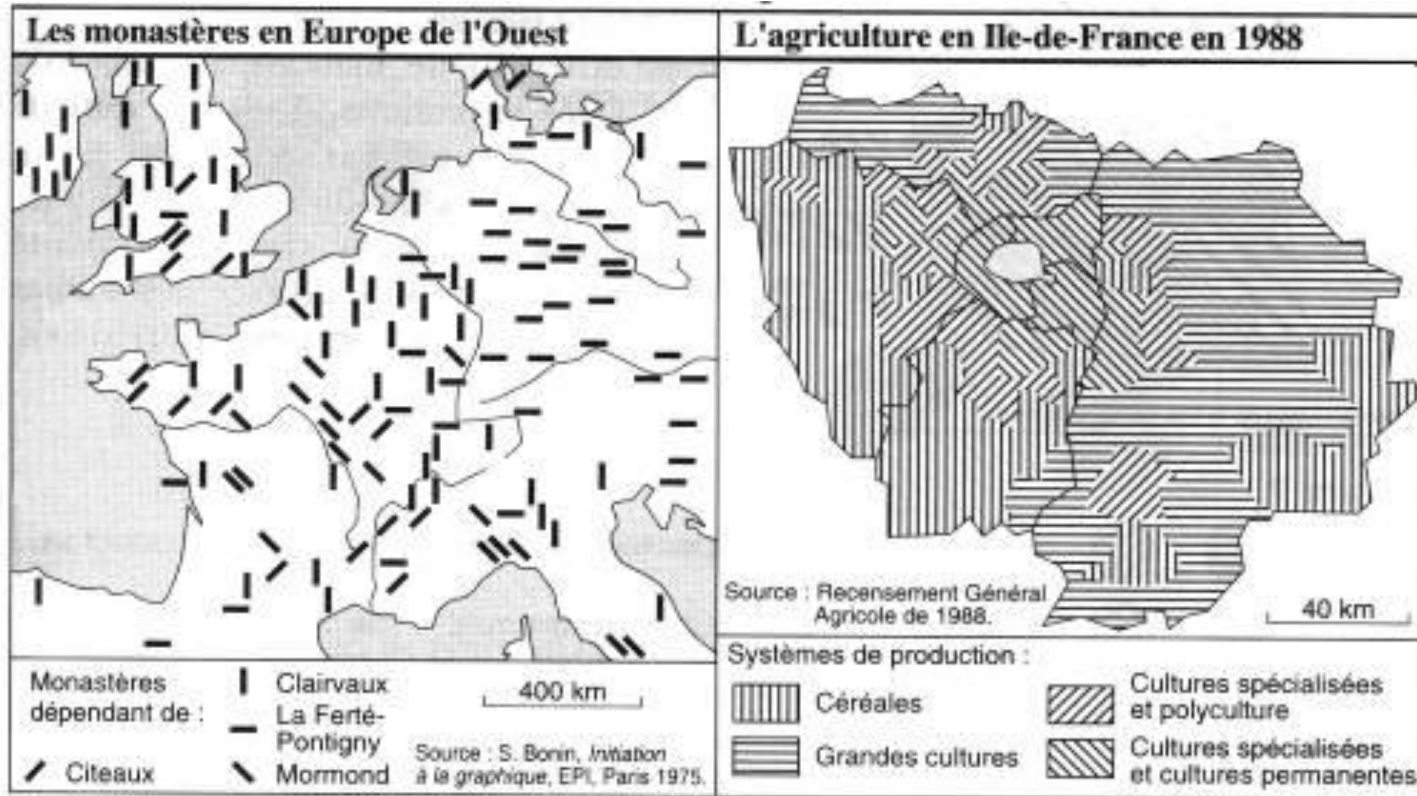 Les monastères en Europe de l'Ouest
Monastères
dépendant de :
Citeaux
Clairvaux
La Ferté-
Pontigny
Mormond
400 km
Source : S. Bonin, Initiation
à la graphique, EPI, Paris 1975.
L'agriculture en Ile-de-France en 1988
Source : Recensement Général
Agricole de 1988.
40 km
Systèmes de production :
Céréales
Grandes cultures
Cultures spécialisées
et polyculture
Cultures spécialisées
et cultures permanentes